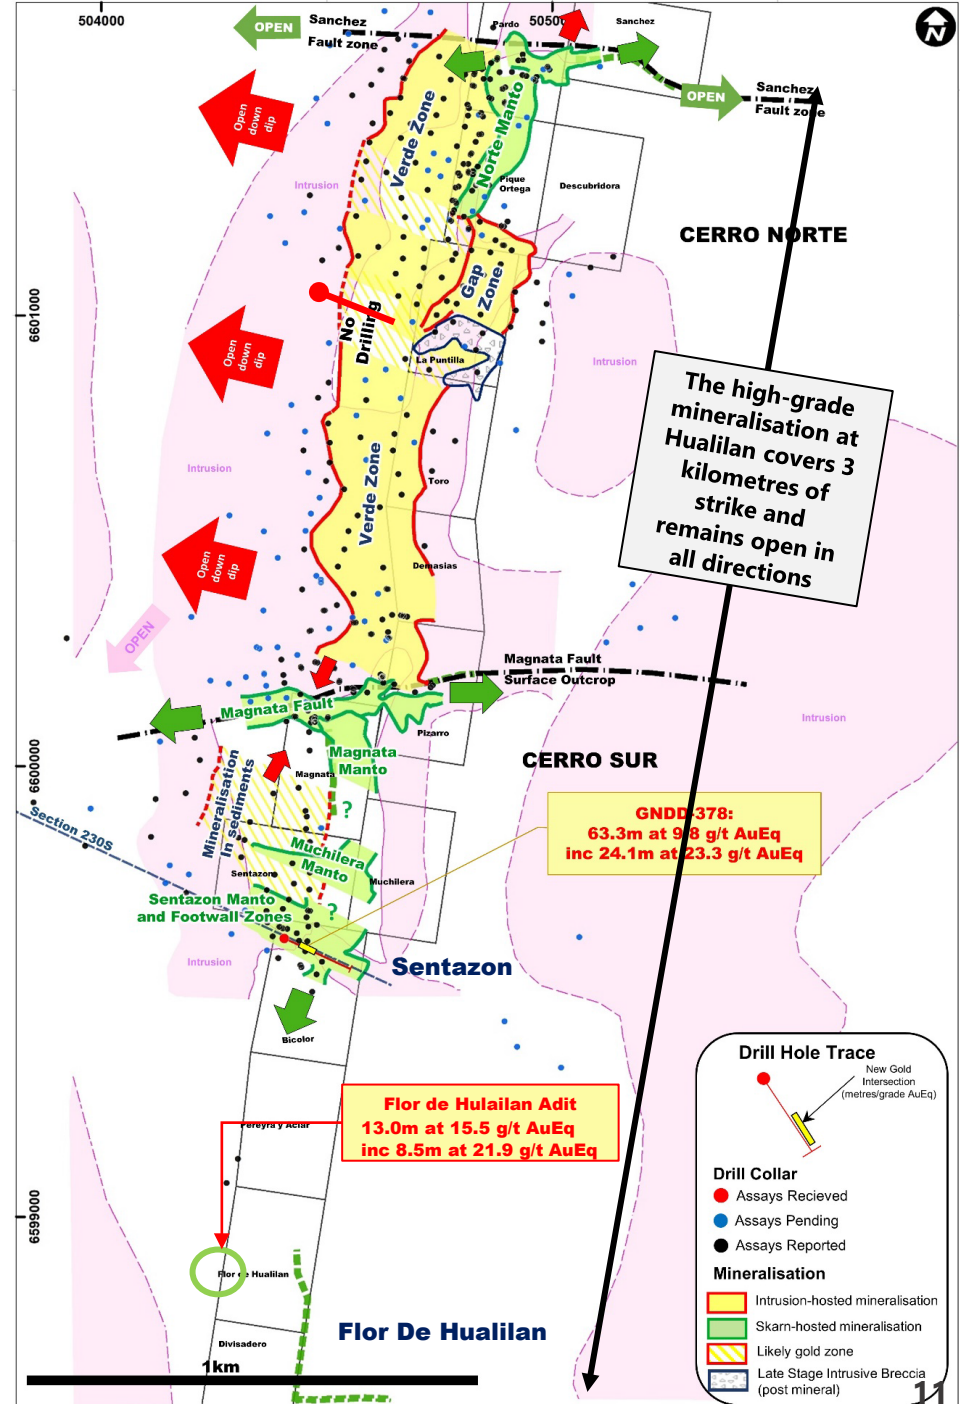 504000
505000
N
OPEN
Sanchez
Fault zone
Pardo
Sanchez
OPEN
Sanchez
Fault zone
Open
down
dip
Verde Zone
Norte Manto
Intrusion
Pique
Ortega
Descubridora
CERRO NORTE
Gap
Zone
6601000
No
Drilling
Open
down
dip
La Puntilla
Intrusion
The high-grade
mineralisation at
Hualilan covers 3
kilometres of
strike and
remains open in
all directions
Intrusion
Toro
Verde Zone
Open
down
dip
Demasias
OPEN
Magnata Fault
Surface Outcrop
Magnata Fault
Pizarro
Intrusion
Magnata
Manto
CERRO SUR
6600000
Magnata
Mineralisation
In sediments
?
GNDD-378:
63.3m at 9.8 g/t AuEq
inc 24.1m at 23.3 g/t AuEq
Section 230S
Muchilera
Manto
Sentazon
Muchilera
Sentazon Manto
and Footwall Zones
?
Intrusion
Sentazon
Bicolor
Flor de Hulailan Adit
13.0m at 15.5 g/t AuEq
inc 8.5m at 21.9 g/t AuEq
Pereyra y Aciar
6599000
Flor de Hualilan
Flor De Hualilan
Divisadero
1km
Drill Hole Trace
New Gold
Intersection
(metres/grade AuEq)
Drill Collar
Assays Recieved
Assays Pending
Assays Reported
Mineralisation
Intrusion-hosted mineralisation
Skarn-hosted mineralisation
Likely gold zone
Late Stage Intrusive Breccia
(post mineral)
11